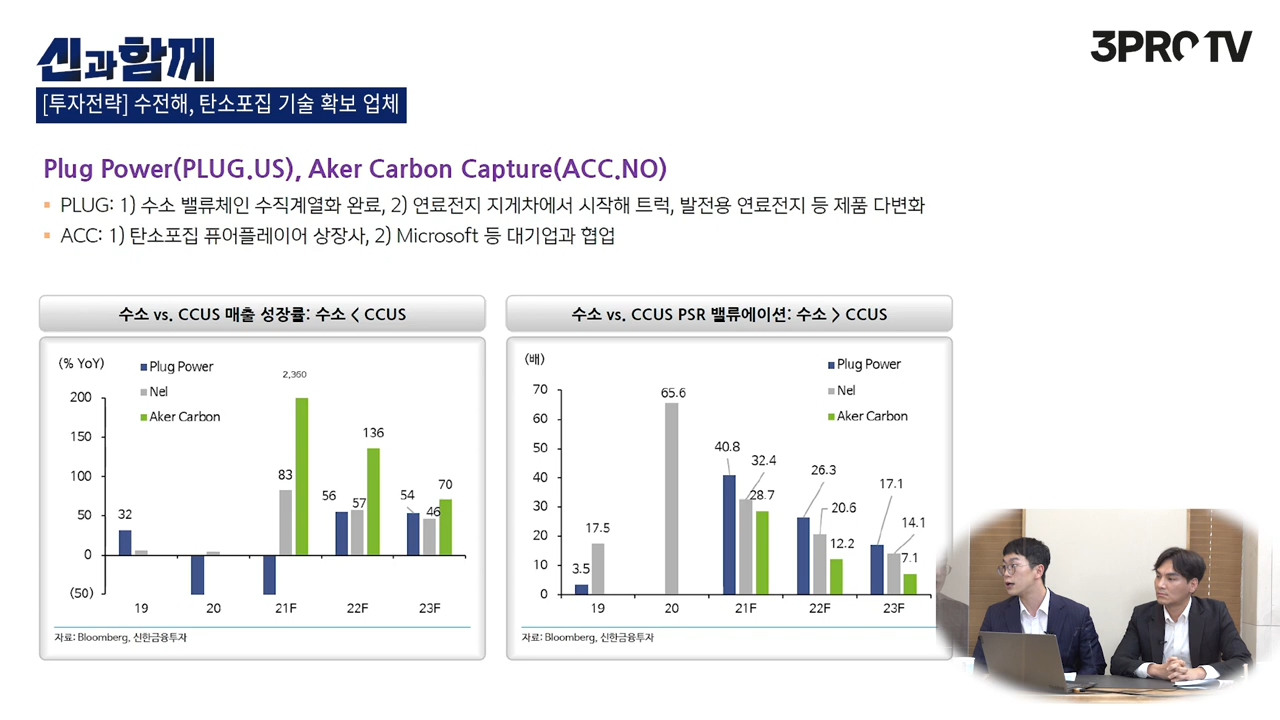 신과함께
3PRO TV
[투자전략] 수전해, 탄소포집 기술 확보 업체
Plug Power(PLUG.US), Aker Carbon Capture(ACC.NO)
▪ PLUG: 1) 수소 밸류체인 수직계열화 완료, 2) 연료전지 지게차에서 시작해 트럭, 발전용 연료전지 등 제품 다변화
▪ ACC: 1) 탄소포집 퓨어플레이어 상장사, 2) Microsoft 등 대기업과 협업
수소 vs. CCUS 매출 성장률: 수소 < CCUS
(% YoY)
Plug Power
Nel
Aker Carbon
2,360
200
150
100
50
0
(50)
32
83
56
57
136
54
46
70
19
20
21F
22F
23F
자료: Bloomberg, 신한금융투자
수소 vs. CCUS PSR 밸류에이션: 수소 > CCUS
(배)
Plug Power
Nel
Aker Carbon
70
60
50
40
30
20
10
0
3.5
17.5
65.6
40.8
32.4
28.7
26.3
20.6
12.2
17.1
14.1
7.1
19
20
21F
22F
23F
자료: Bloomberg, 신한금융투자